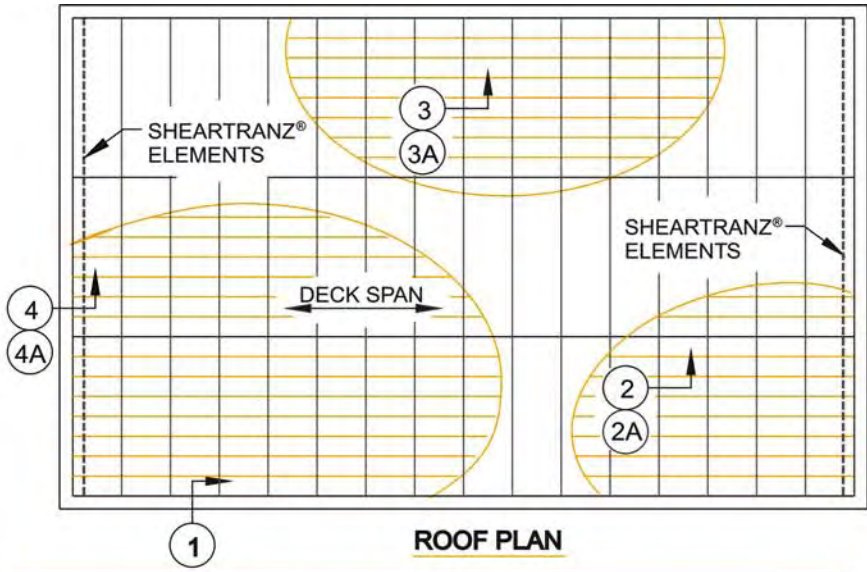 3
3A
SHEARTRANZ®
ELEMENTS
SHEARTRANZ®
ELEMENTS
DECK SPAN
4
4A
2
2A
1
ROOF PLAN